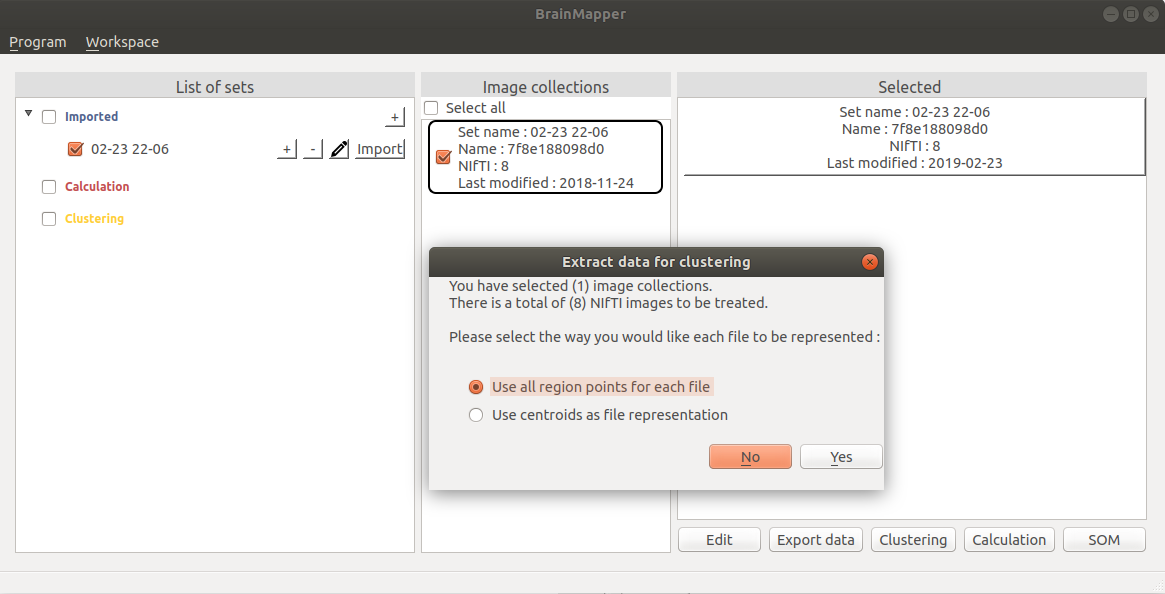 BrainMapper
Program Workspace
List of sets
Imported
+
02-23 22-06
+ - Import
Calculation
Clustering
Image collections
Select all
Set name : 02-23 22-06
Name : 7f8e188098d0
NIfTI : 8
Last modified : 2018-11-24
Selected
Set name : 02-23 22-06
Name : 7f8e188098d0
NIfTI : 8
Last modified : 2019-02-23
Extract data for clustering
You have selected (1) image collections.
There is a total of (8) NIfTI images to be treated.
Please select the way you would like each file to be represented :
Use all region points for each file
Use centroids as file representation
No Yes
Edit Export data Clustering Calculation SOM